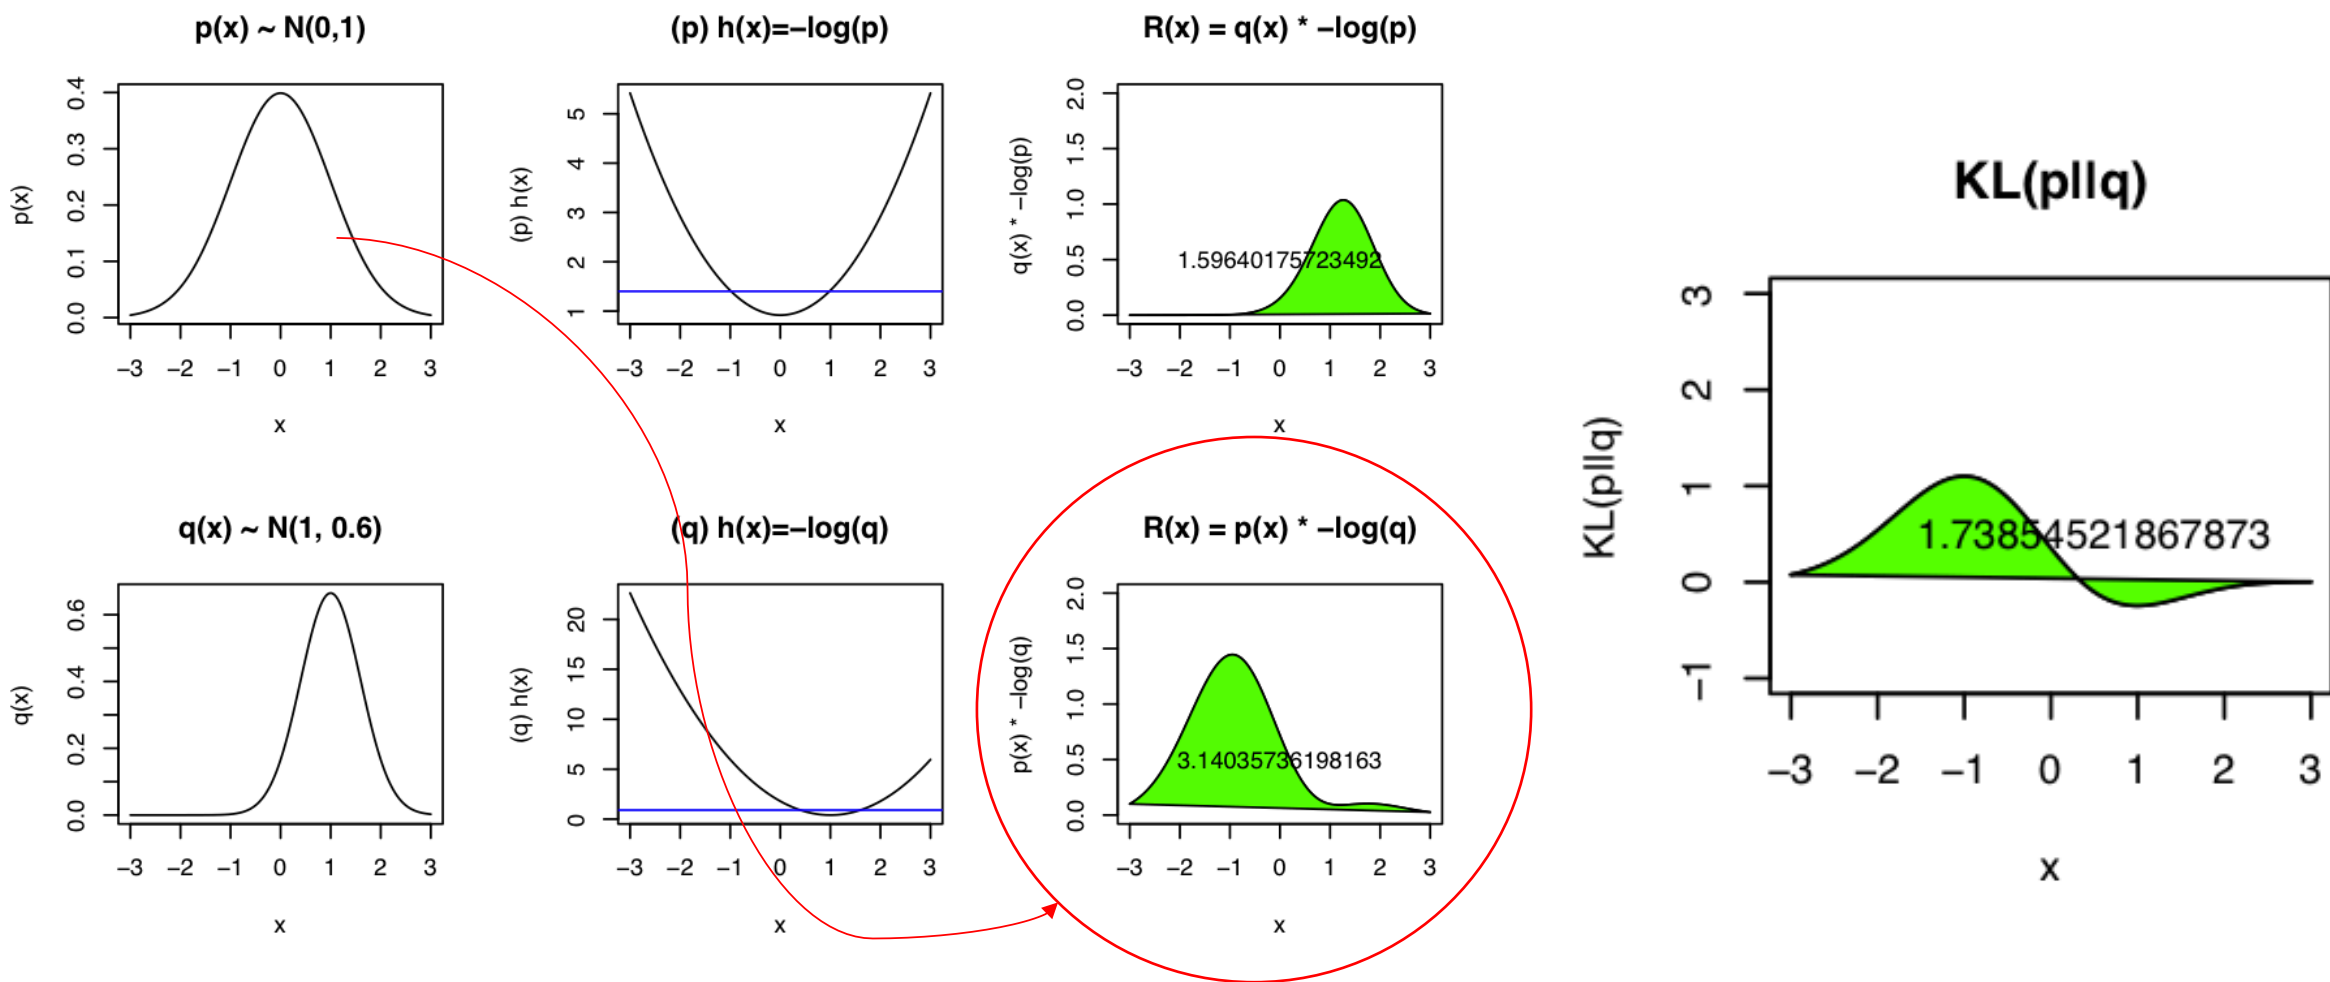 p(x) ~ N(0,1)
p(x)
0.0 0.1 0.2 0.3 0.4
−3 −2 −1 0 1 2 3
x
(p) h(x)=−log(p)
(p) h(x)
1 2 3 4 5
−3 −2 −1 0 1 2 3
x
R(x) = q(x) * −log(p)
q(x) * −log(p)
0.0 0.5 1.0 1.5 2.0
1.59640175723492
−3 −2 −1 0 1 2 3
x
q(x) ~ N(1, 0.6)
q(x)
0.0 0.2 0.4 0.6
−3 −2 −1 0 1 2 3
x
(q) h(x)=−log(q)
(q) h(x)
0 5 10 15 20
−3 −2 −1 0 1 2 3
x
R(x) = p(x) * −log(q)
p(x) * −log(q)
0.0 0.5 1.0 1.5 2.0
3.14035736198163
−3 −2 −1 0 1 2 3
x
KL(p||q)
KL(p||q)
−1 0 1 2 3
1.738545521867873
−3 −2 −1 0 1 2 3
x